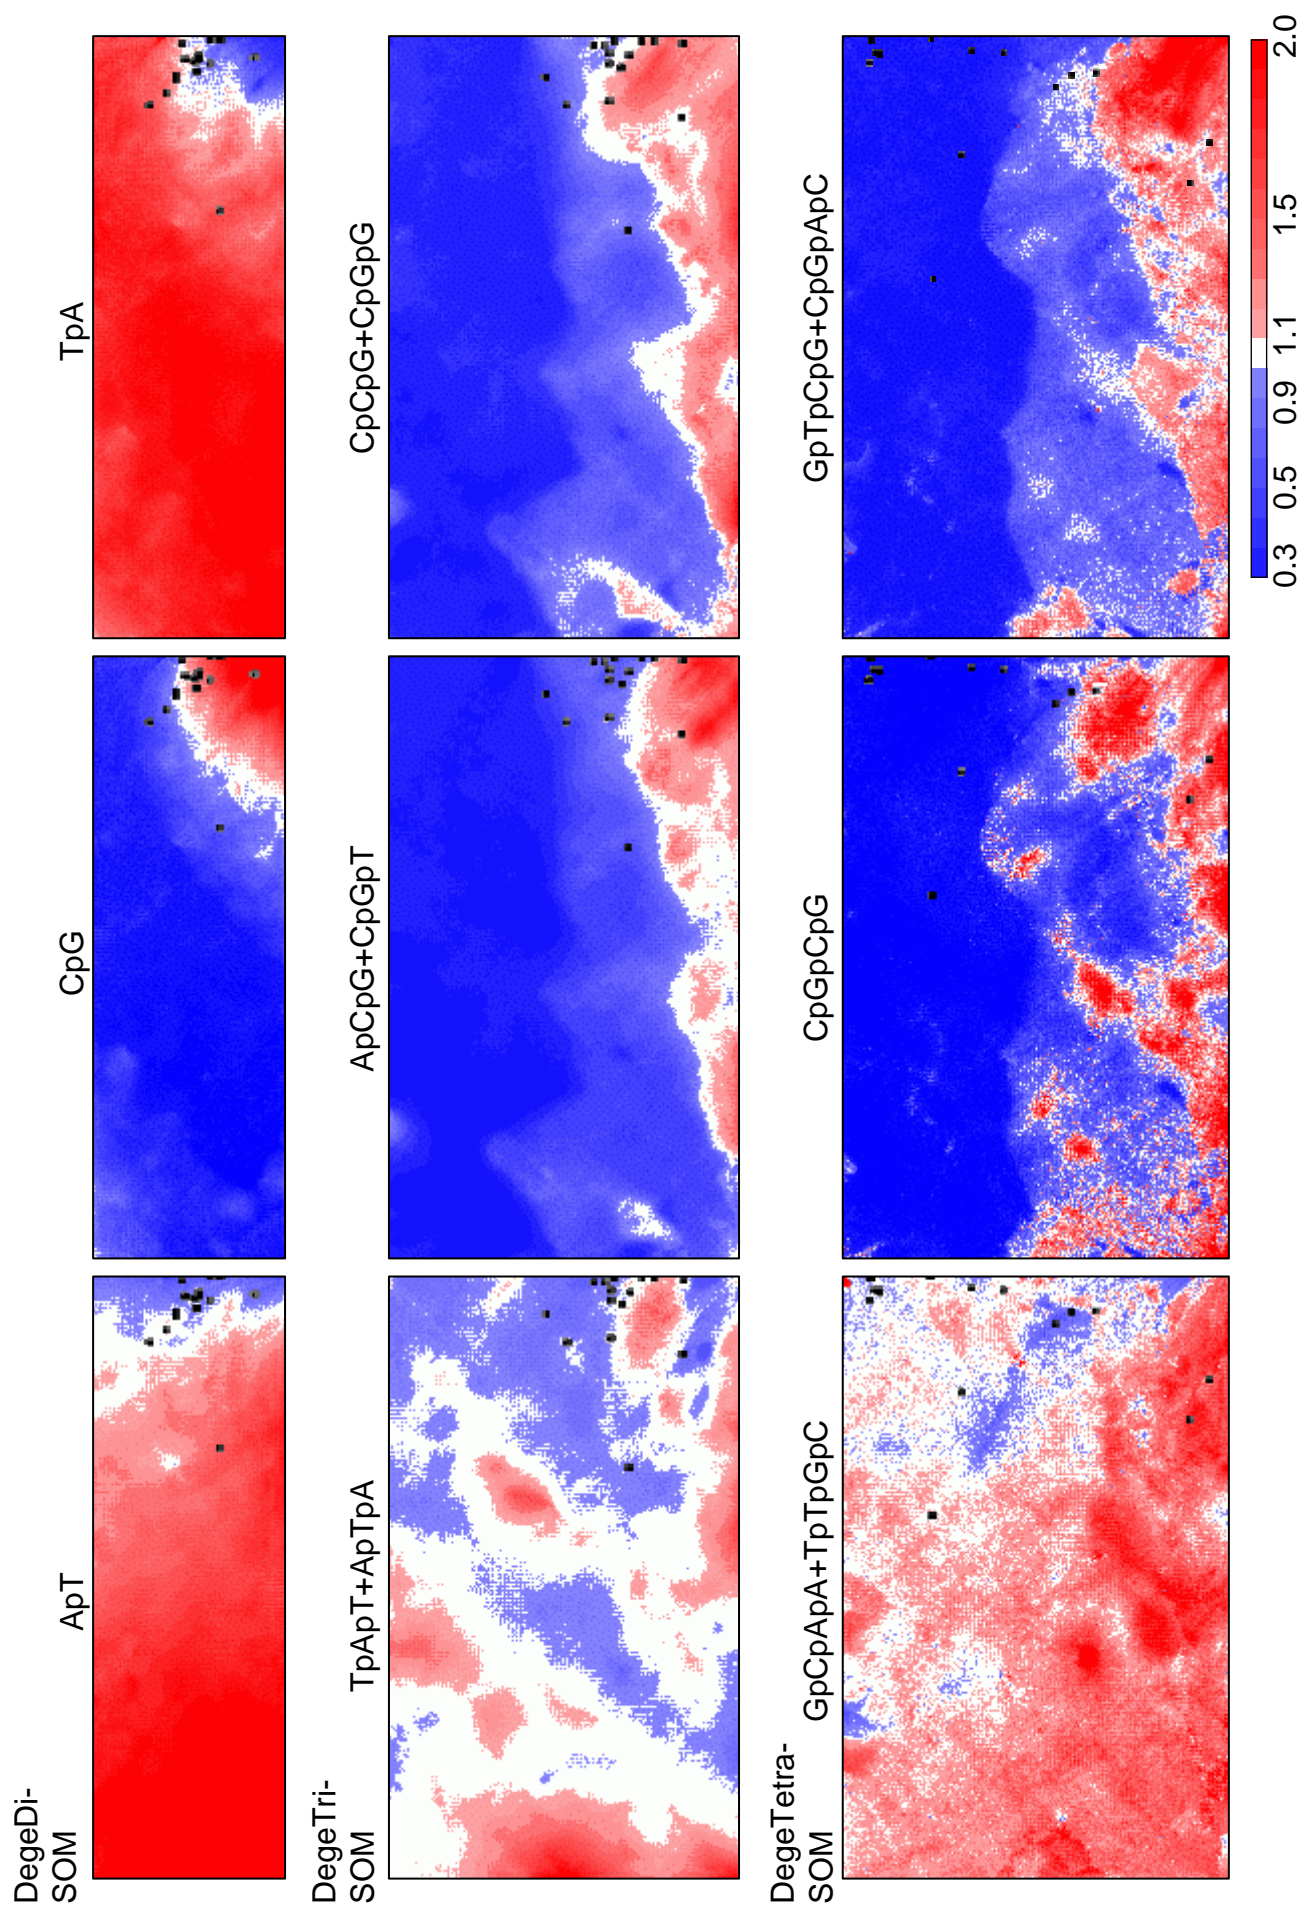 DegeDi-
SOM
ApT
CpG
TpA
DegeTri-
SOM
TpApT+ApTpA
ApCpG+CpGpT
CpCpG+CpGpG
DegeTetra-
SOM
GpCpApA+TpTpGpC
CpGpCpG
GpTpCpG+CpGpApC
0.3 0.5 0.9 1.1 1.5 2.0